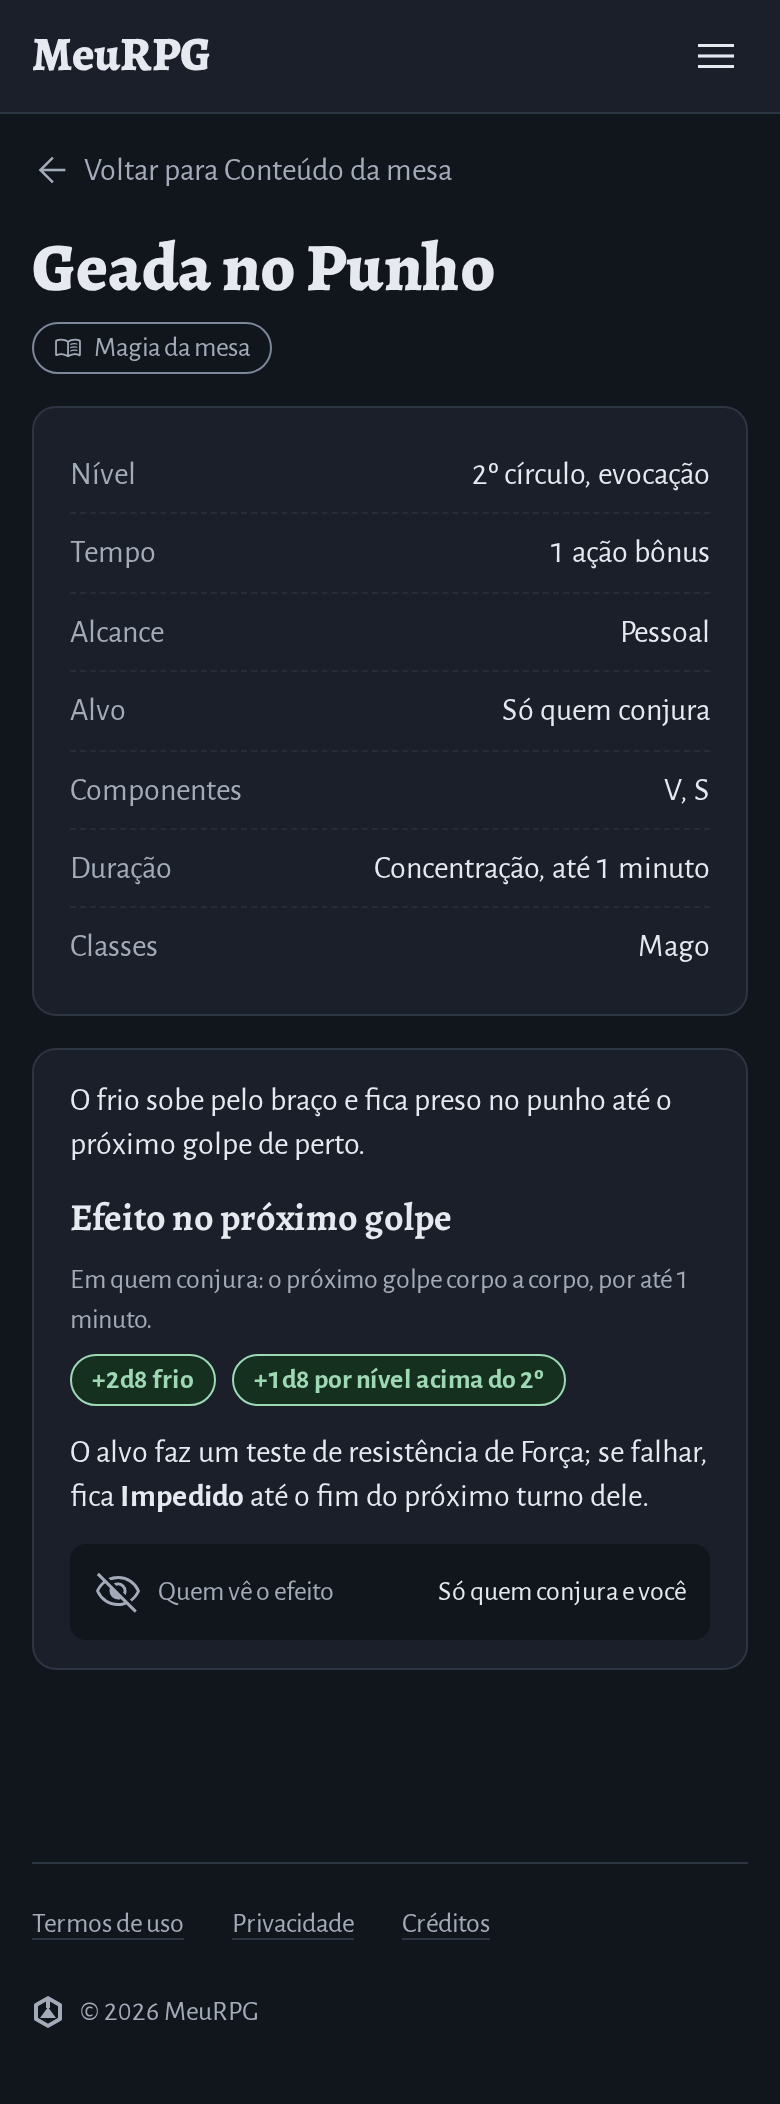 MeuRPG
Voltar para Conteúdo da mesa
Geada no Punho
Magia da mesa
Nível 2º círculo, evocação
Tempo 1 ação bônus
Alcance Pessoal
Alvo Só quem conjura
Componentes V, S
Duração Concentração, até 1 minuto
Classes Mago
O frio sobe pelo braço e fica preso no punho até o
próximo golpe de perto.
Efeito no próximo golpe
Em quem conjura: o próximo golpe corpo a corpo, por até 1
minuto.
+2d8 frio +1d8 por nível acima do 2º
O alvo faz um teste de resistência de Força; se falhar,
fica Impedido até o fim do próximo turno dele.
Quem vê o efeito Só quem conjura e você
Termos de uso Privacidade Créditos
© 2026 MeuRPG